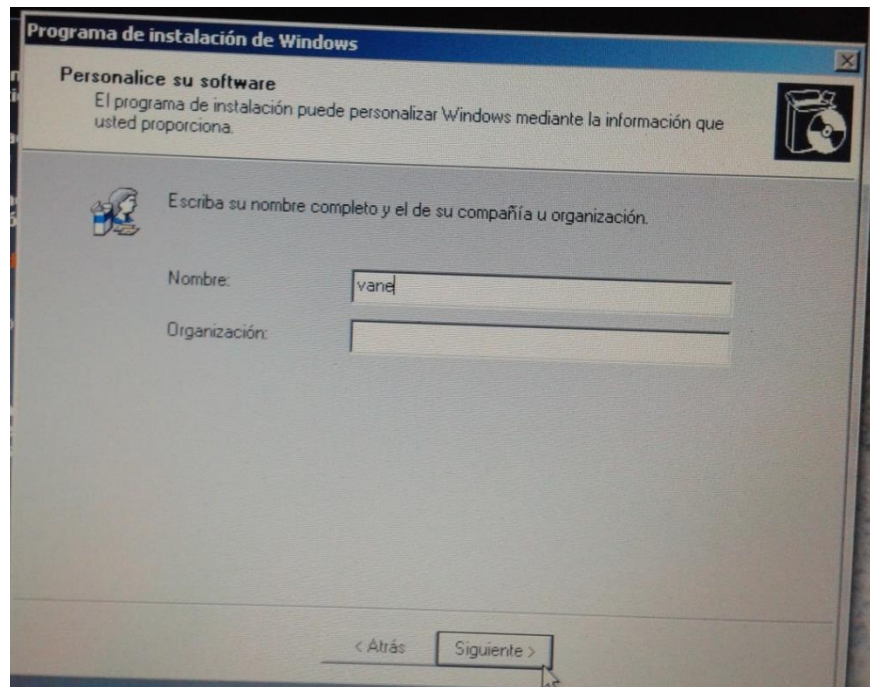 Programa de instalación de Windows
Personalice su software
El programa de instalación puede personalizar Windows mediante la información que
usted proporciona.
Escriba su nombre completo y el de su compañía u organización.
Nombre:
vane
Organización:
< Atrás
Siguiente >